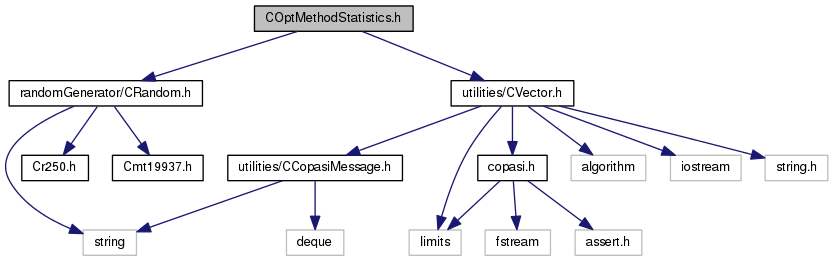 COptMethodStatistics.h
randomGenerator/CRandom.h
utilities/CVector.h
Cr250.h
Cmt19937.h
utilities/CCopasiMessage.h
copasi.h
algorithm
iostream
string.h
string
deque
limits
fstream
assert.h